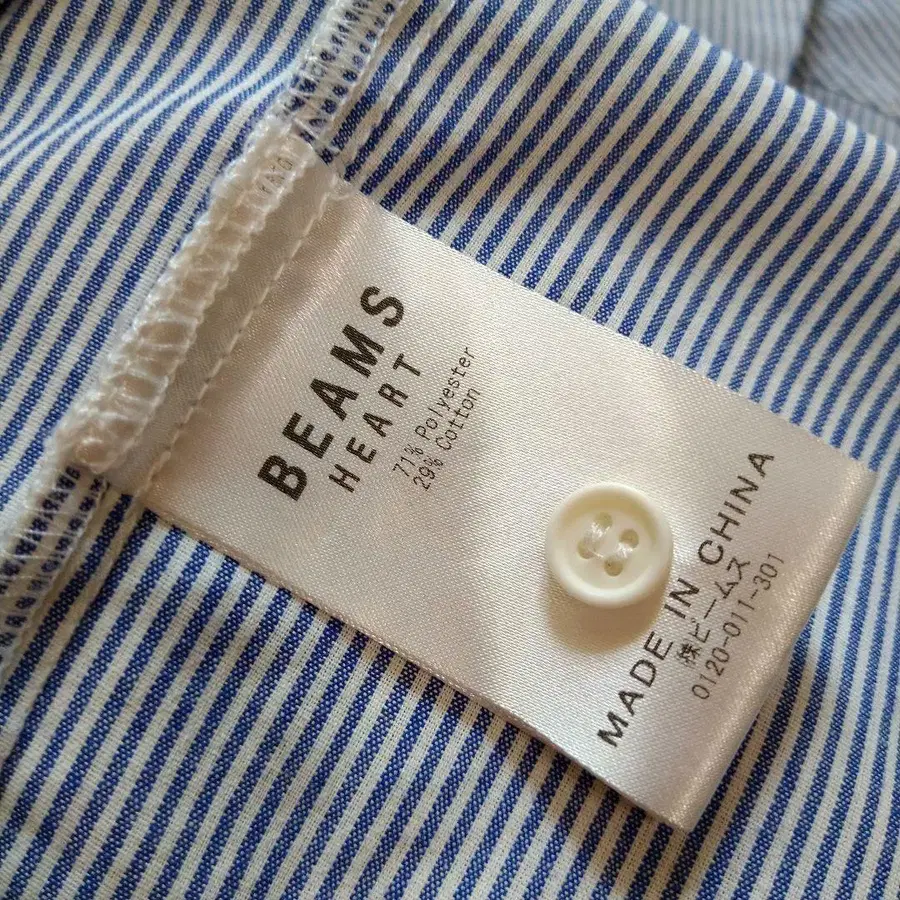 BEAMS
HEART
71% Polyester
29% Cotton
MADE IN CHINA
㈱ビームス
0120-011-301